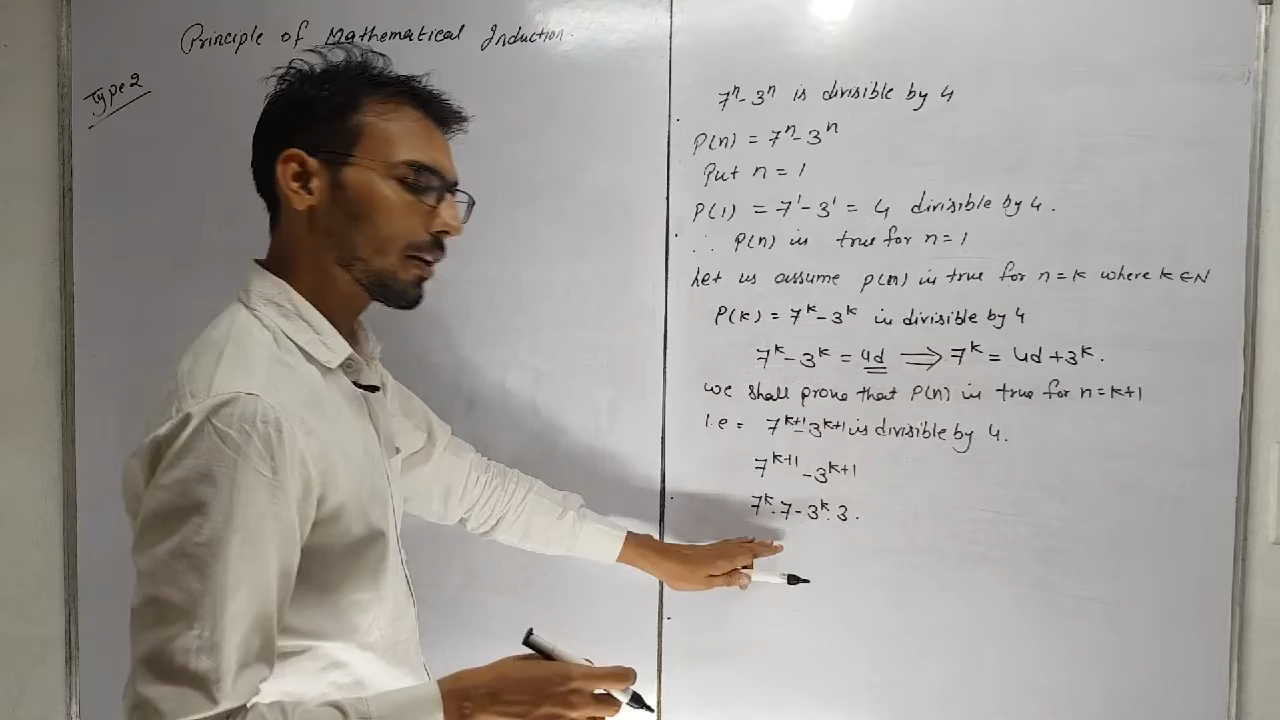 Principle of Mathematical Induction.
Type 2
7ⁿ - 3ⁿ is divisible by 4
P(n) = 7ⁿ - 3ⁿ
Put n = 1
P(1) = 7¹ - 3¹ = 4 divisible by 4.
∴ P(n) is true for n = 1
Let us assume P(n) is true for n = k where k ∈ N
P(k) = 7ᵏ - 3ᵏ is divisible by 4
7ᵏ - 3ᵏ = 4d ⟹ 7ᵏ = 4d + 3ᵏ.
we shall prove that P(n) is true for n = k+1
i.e = 7ᵏ⁺¹ - 3ᵏ⁺¹ is divisible by 4.
7ᵏ⁺¹ - 3ᵏ⁺¹
7ᵏ.7 - 3ᵏ.3.